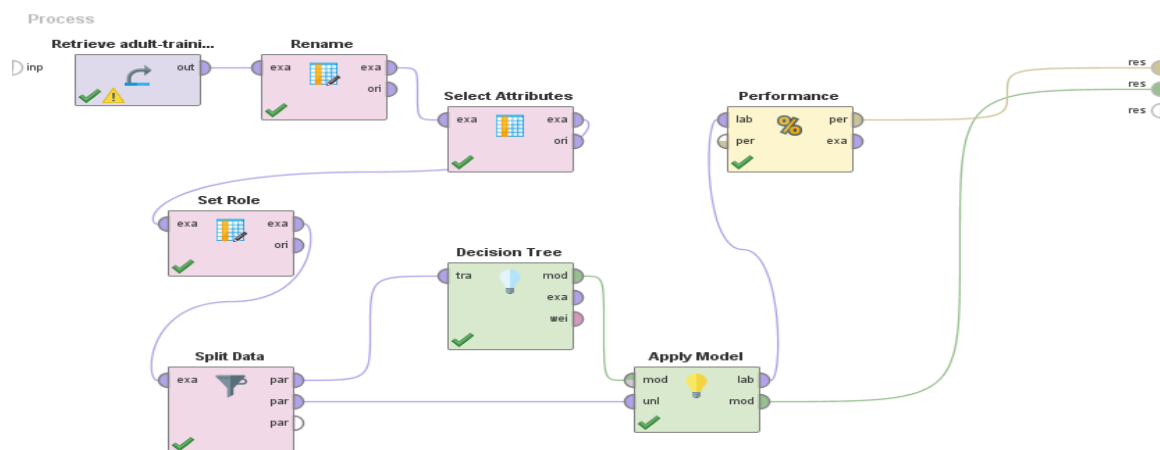 Process
inp
Retrieve adult-traini...
out
Rename
exa
exa
ori
Select Attributes
exa
exa
ori
Performance
lab
per
per
exa
%
res
res
res
Set Role
exa
exa
ori
Decision Tree
tra
mod
exa
wei
Split Data
exa
par
par
par
Apply Model
mod
lab
unl
mod